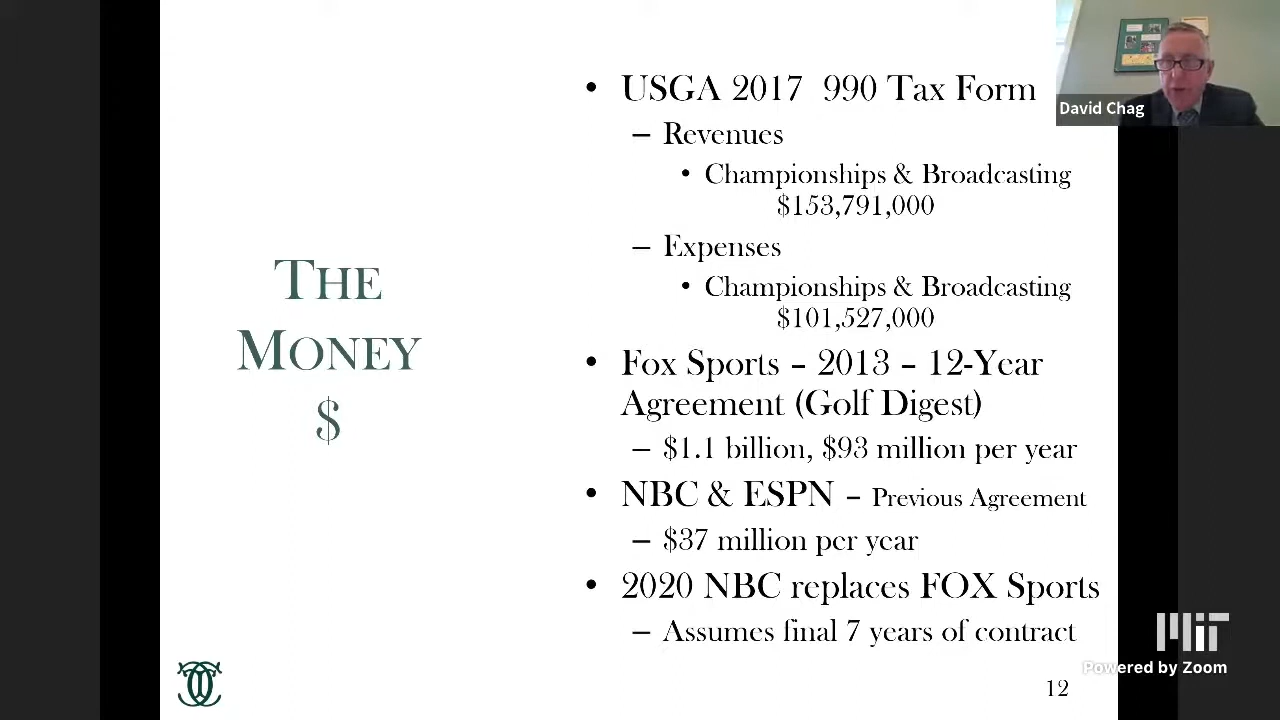 THE
MONEY
$
• USGA 2017 990 Tax Form
– Revenues
• Championships & Broadcasting
$153,791,000
– Expenses
• Championships & Broadcasting
$101,527,000
• Fox Sports – 2013 – 12-Year
Agreement (Golf Digest)
– $1.1 billion, $93 million per year
• NBC & ESPN – Previous Agreement
– $37 million per year
• 2020 NBC replaces FOX Sports
– Assumes final 7 years of contract
12
David Chag
MIT
Powered by Zoom